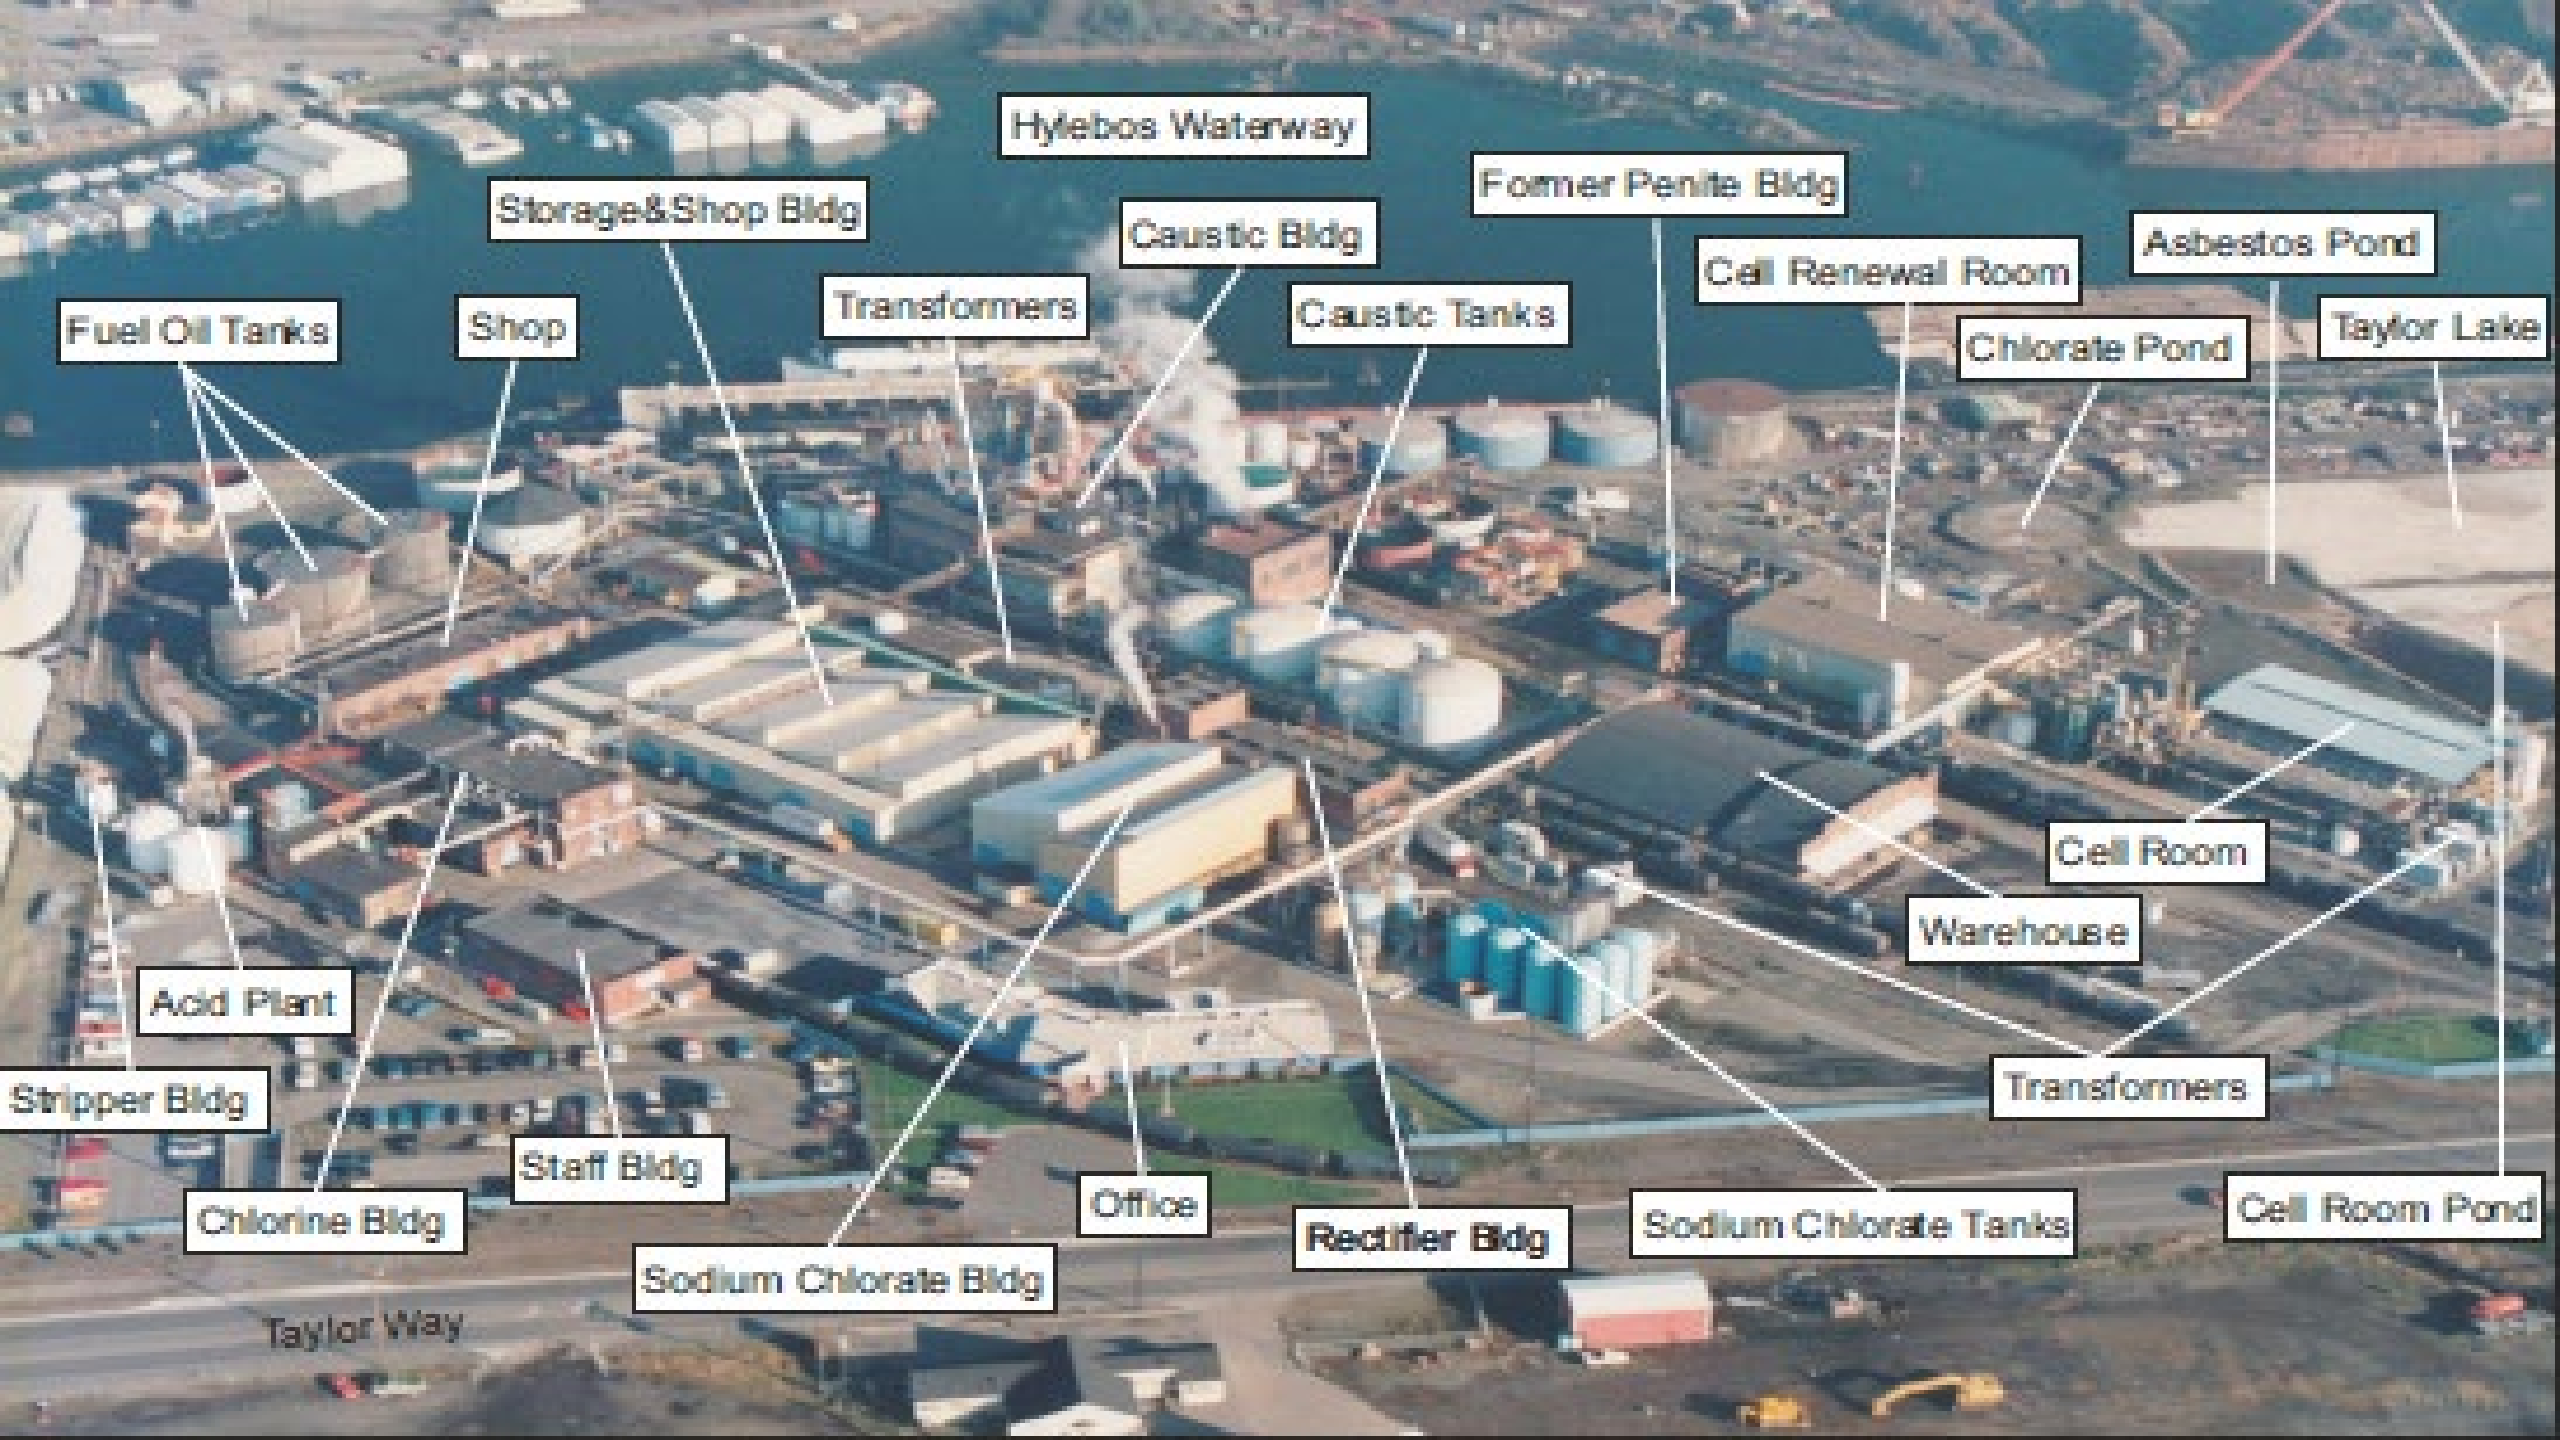 Hylebos Waterway
Former Penite Bldg
Storage&Shop Bldg
Caustic Bldg
Asbestos Pond
Cell Renewal Room
Transformers
Caustic Tanks
Fuel Oil Tanks
Shop
Taylor Lake
Chlorate Pond
Cell Room
Warehouse
Acid Plant
Transformers
Stripper Bldg
Staff Bldg
Office
Cell Room Pond
Chlorine Bldg
Sodium Chlorate Tanks
Rectifier Bldg
Sodium Chlorate Bldg
Taylor Way